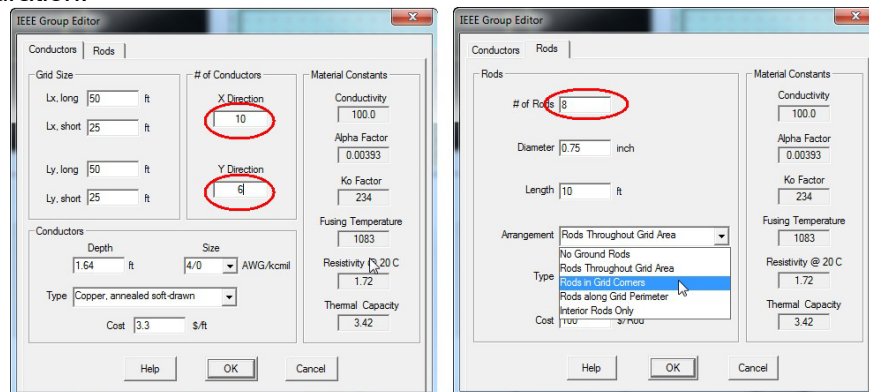 IEEE Group Editor
Conductors Rods
Grid Size
Lx, long 50 ft
Lx, short 25 ft
Ly, long 50 ft
Ly, short 25 ft
# of Conductors
X Direction
10
Y Direction
6
Material Constants
Conductivity
100.0
Alpha Factor
0.00393
Ko Factor
234
Fusing Temperature
1083
Resistivity @ 20 C
1.72
Thermal Capacity
3.42
Conductors
Depth Size
1.64 ft 4/0 AWG/kcmil
Type Copper, annealed soft-drawn
Cost 3.3 $/ft
Help OK Cancel
IEEE Group Editor
Conductors Rods
Rods
# of Rods 8
Diameter 0.75 inch
Length 10 ft
Arrangement Rods Throughout Grid Area
No Ground Rods
Rods Throughout Grid Area
Type Rods in Grid Corners
Rods along Grid Perimeter
Interior Rods Only
Cost 100 $/Rod
Material Constants
Conductivity
100.0
Alpha Factor
0.00393
Ko Factor
234
Fusing Temperature
1083
Resistivity @ 20 C
1.72
Thermal Capacity
3.42
Help OK Cancel